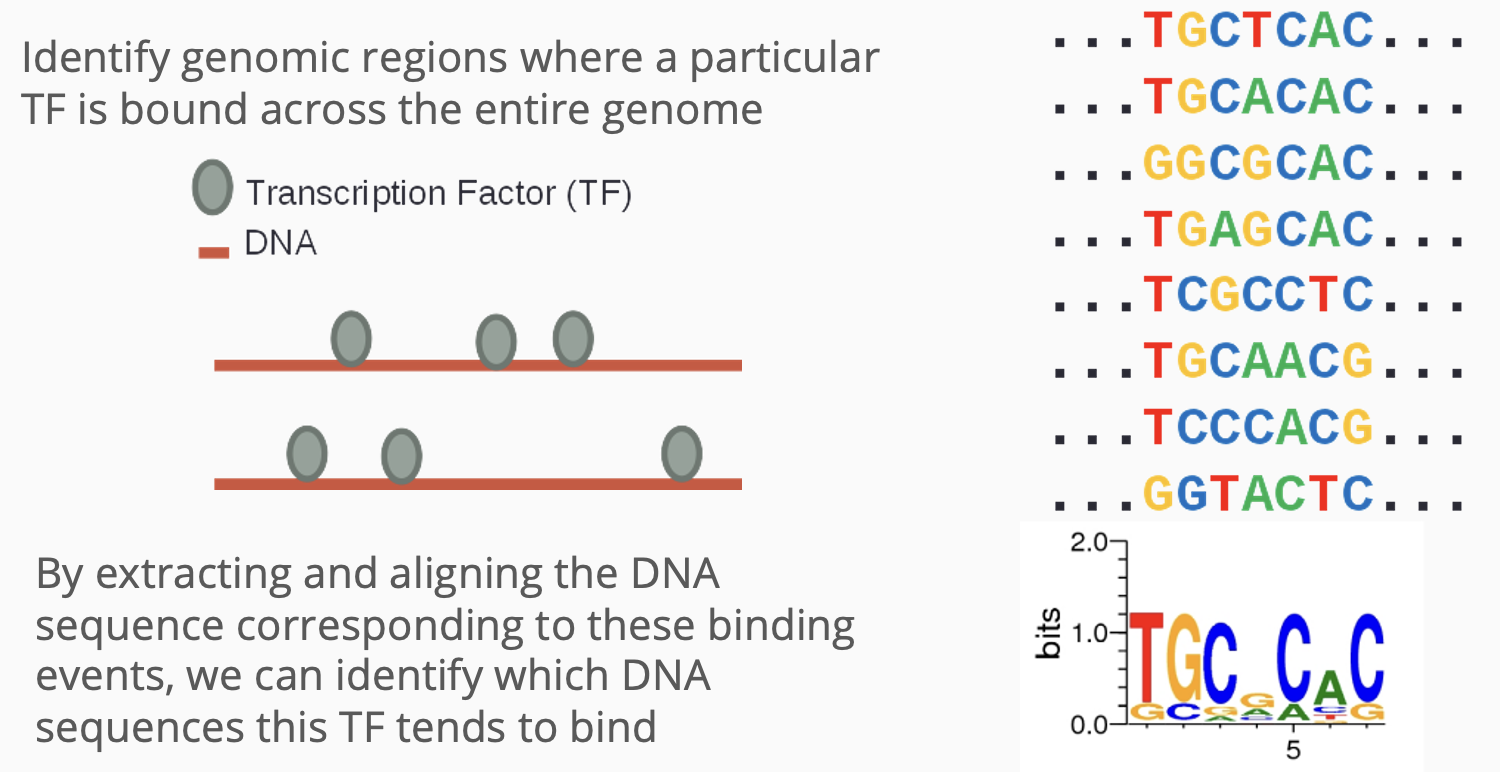 Identify genomic regions where a particular
TF is bound across the entire genome
Transcription Factor (TF)
DNA
By extracting and aligning the DNA
sequence corresponding to these binding
events, we can identify which DNA
sequences this TF tends to bind
...TGCTCAC...
...TGCACAC...
...GGCGCAC...
...TGAGCAC...
...TCGCCTC...
...TGCAACG...
...TCCCACG...
...GGTACTC...
2.0
1.0
0.0
bits
TGCGCAC
GCGACAG
5